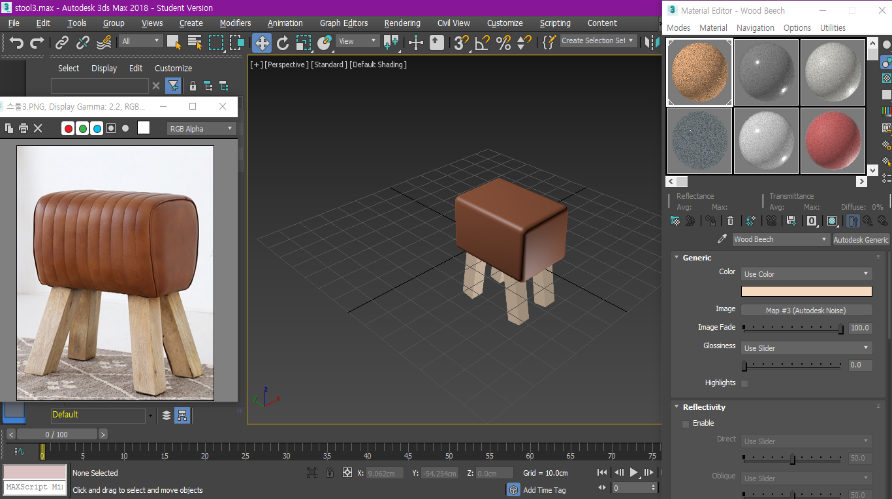 stool3.max - Autodesk 3ds Max 2018 - Student Version
File Edit Tools Group Views Create Modifiers Animation Graph Editors Rendering Civil View Customize Scripting Content
All
View
Create Selection Set
Select Display Edit Customize
스툴3.PNG, Display Gamma: 2.2, RGB...
RGB Alpha
[+] [Perspective] [Standard] [Default Shading]
Material Editor - Wood Beech
Modes Material Navigation Options Utilities
Reflectance
Avg: Max:
Transmittance
Avg: Max: Diffuse: 0%
Wood Beech
Autodesk Generic
Generic
Color Use Color
Image Map #3 (Autodesk Noise)
Image Fade 100.0
Glossiness Use Slider
0.0
Highlights
Reflectivity
Enable
Direct Use Slider
50.0
Oblique Use Slider
50.0
Default
0 / 100
0 5 10 15 20 25 30 35 40 45 50 55 60 65 70 75
None Selected
X: 9.062cm Y: -94.294cm Z: 0.0cm Grid = 10.0cm
MAXScript Mi
Click and drag to select and move objects
Add Time Tag
0